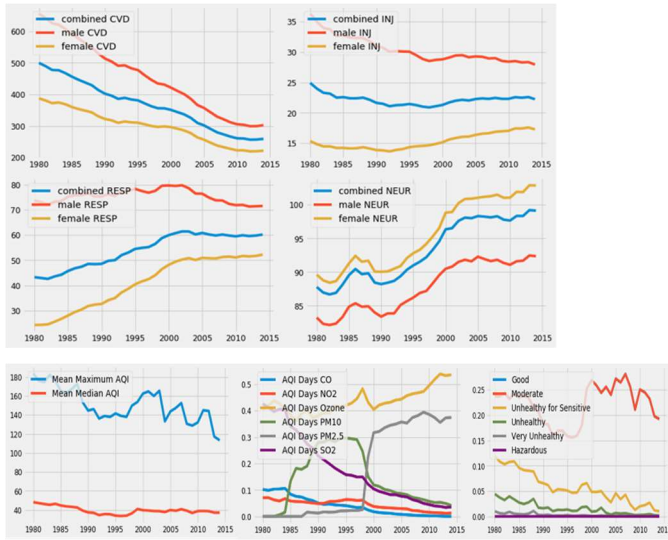 combined CVD
male CVD
female CVD
600
500
400
300
200
1980 1985 1990 1995 2000 2005 2010 2015
combined INJ
male INJ
female INJ
35
30
25
20
15
1980 1985 1990 1995 2000 2005 2010 2015
combined RESP
male RESP
female RESP
80
70
60
50
40
30
1980 1985 1990 1995 2000 2005 2010 2015
combined NEUR
male NEUR
female NEUR
100
95
90
85
1980 1985 1990 1995 2000 2005 2010 2015
Mean Maximum AQI
Mean Median AQI
180
160
140
120
100
80
60
40
1980 1985 1990 1995 2000 2005 2010 2015
AQI Days CO
AQI Days NO2
AQI Days Ozone
AQI Days PM10
AQI Days PM2.5
AQI Days SO2
0.5
0.4
0.3
0.2
0.1
0.0
1980 1985 1990 1995 2000 2005 2010 2015
Good
Moderate
Unhealthy for Sensitive
Unhealthy
Very Unhealthy
Hazardous
0.25
0.20
0.15
0.10
0.05
0.00
1980 1985 1990 1995 2000 2005 2010 201